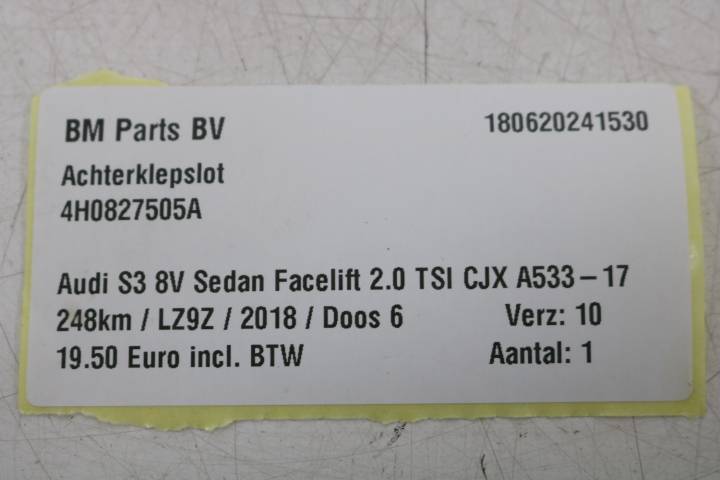 BM Parts BV 180620241530
Achterklepslot
4H0827505A
Audi S3 8V Sedan Facelift 2.0 TSI CJX A533-17
248km / LZ9Z / 2018 / Doos 6 Verz: 10
19.50 Euro incl. BTW Aantal: 1